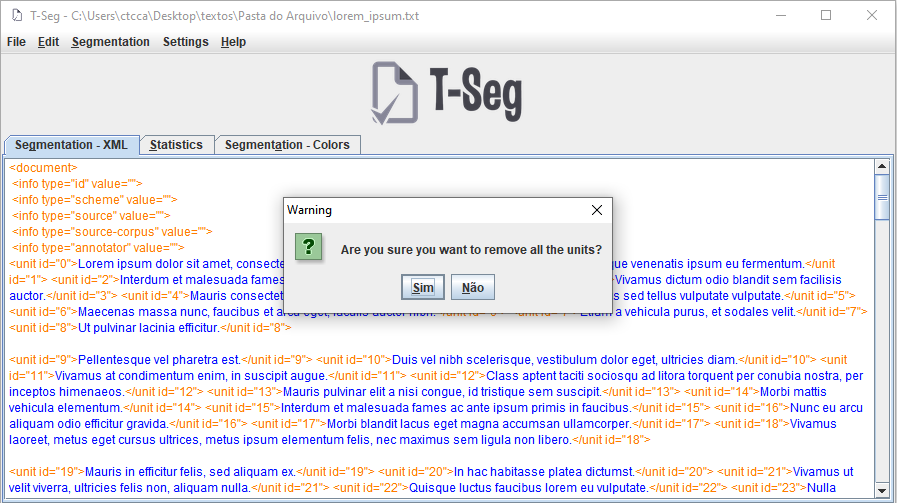 T-Seg - C:\Users\ctcca\Desktop\textos\Pasta do Arquivo\lorem_ipsum.txt
File Edit Segmentation Settings Help
T-Seg
Segmentation - XML Statistics Segmentation - Colors
<document>
<info type="id" value="">
<info type="scheme" value="">
<info type="source" value="">
<info type="source-corpus" value="">
<info type="annotator" value="">
Warning
?
Are you sure you want to remove all the units?
Sim Não
<unit id="0">Lorem ipsum dolor sit amet, consecte que venenatis ipsum eu fermentum.</unit
id="1"> <unit id="2">Interdum et malesuada fames >Vivamus dictum odio blandit sem facilisis
auctor.</unit id="3"> <unit id="4">Mauris consectet s sed tellus vulputate vulputate.</unit id="5">
<unit id="6">Maecenas massa nunc, faucibus et arcu eget, iaculis auctor nibh. Etiam a vehicula purus, et sodales velit.</unit id="7">
<unit id="8">Ut pulvinar lacinia efficitur.</unit id="8">
<unit id="9">Pellentesque vel pharetra est.</unit id="9"> <unit id="10">Duis vel nibh scelerisque, vestibulum dolor eget, ultricies diam.</unit id="10"> <unit
id="11">Vivamus at condimentum enim, in suscipit augue.</unit id="11"> <unit id="12">Class aptent taciti sociosqu ad litora torquent per conubia nostra, per
inceptos himenaeos.</unit id="12"> <unit id="13">Mauris pulvinar elit a nisi congue, id tristique sem suscipit.</unit id="13"> <unit id="14">Morbi mattis
vehicula elementum.</unit id="14"> <unit id="15">Interdum et malesuada fames ac ante ipsum primis in faucibus.</unit id="15"> <unit id="16">Nunc eu arcu
aliquam odio efficitur gravida.</unit id="16"> <unit id="17">Morbi blandit lacus eget magna accumsan ullamcorper.</unit id="17"> <unit id="18">Vivamus
laoreet, metus eget cursus ultrices, metus ipsum elementum felis, nec maximus sem ligula non libero.</unit id="18">
<unit id="19">Mauris in efficitur felis, sed aliquam ex.</unit id="19"> <unit id="20">In hac habitasse platea dictumst.</unit id="20"> <unit id="21">Vivamus ut
velit viverra, ultricies felis non, aliquam nulla.</unit id="21"> <unit id="22">Quisque luctus faucibus lorem eu vulputate.</unit id="22"> <unit id="23">Nulla